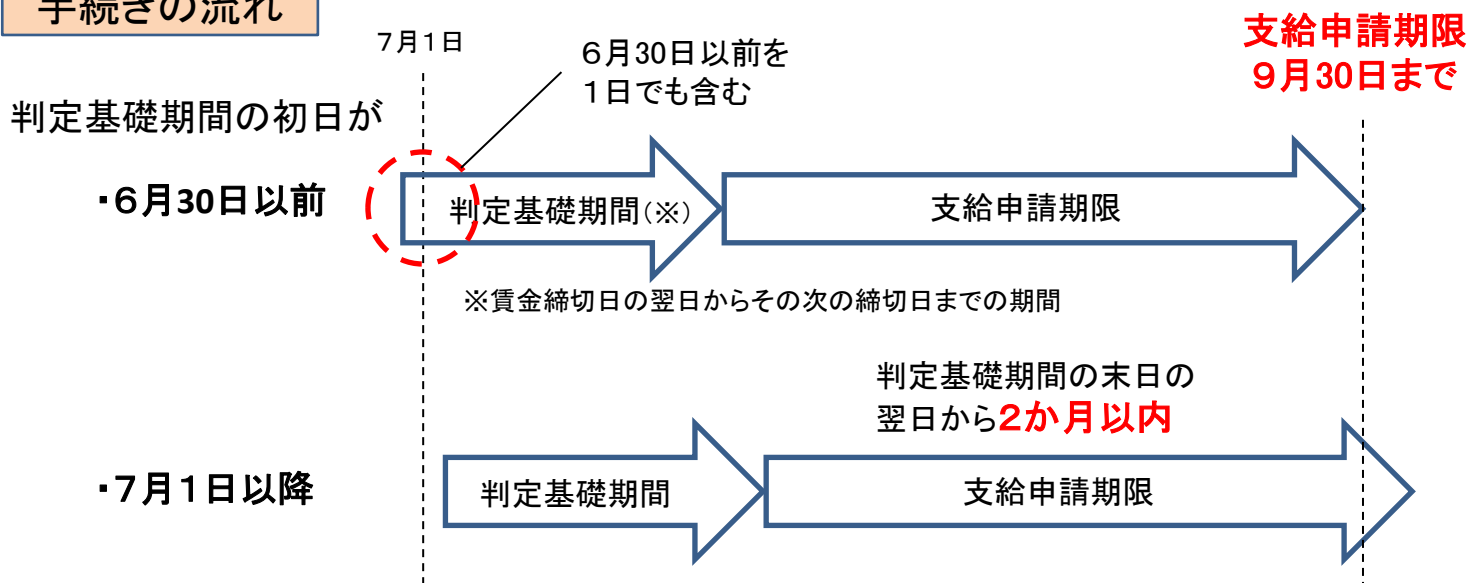 手続きの流れ
７月１日
６月30日以前を
１日でも含む
支給申請期限
９月30日まで
判定基礎期間の初日が
・６月30日以前
判定基礎期間（※）
支給申請期限
※賃金締切日の翌日からその次の締切日までの期間
判定基礎期間の末日の
翌日から２か月以内
・７月１日以降
判定基礎期間
支給申請期限